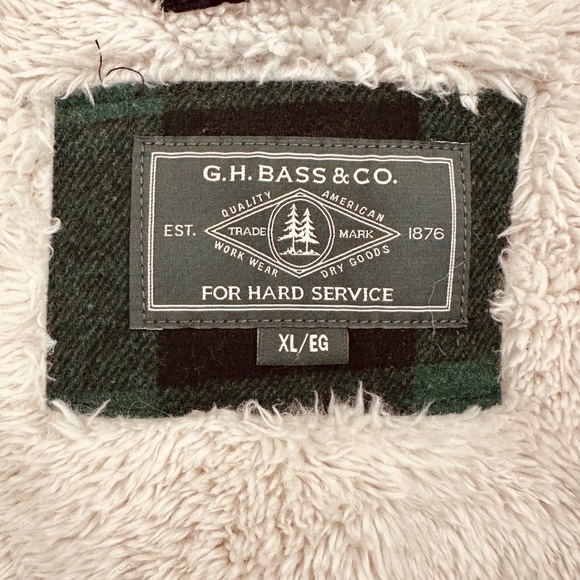 G.H. BASS & CO.
QUALITY AMERICAN
EST. TRADE MARK 1876
WORK WEAR DRY GOODS
FOR HARD SERVICE
XL/EG